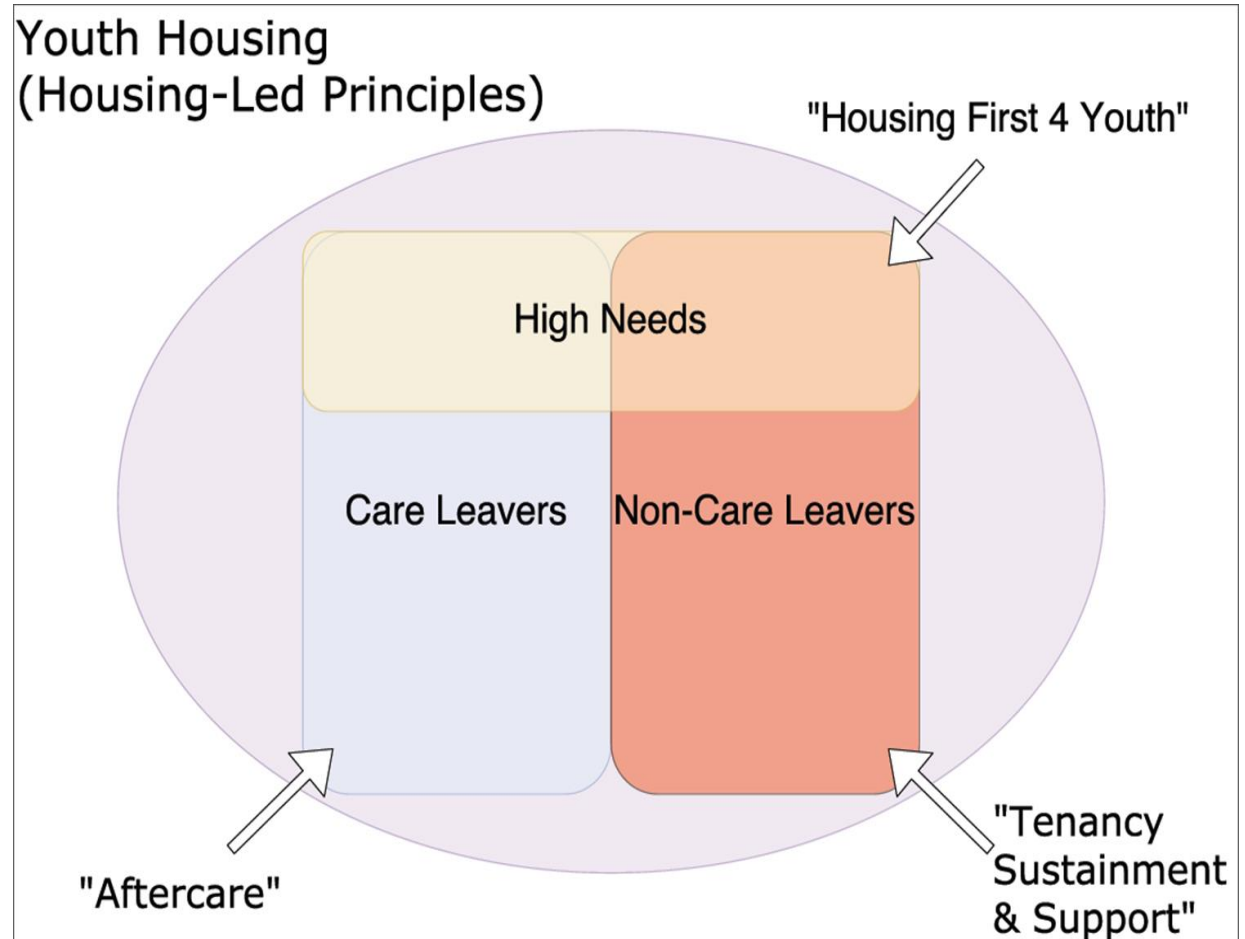 Youth Housing
(Housing-Led Principles)
"Housing First 4 Youth"
High Needs
Care Leavers
Non-Care Leavers
"Aftercare"
"Tenancy
Sustainment
& Support"